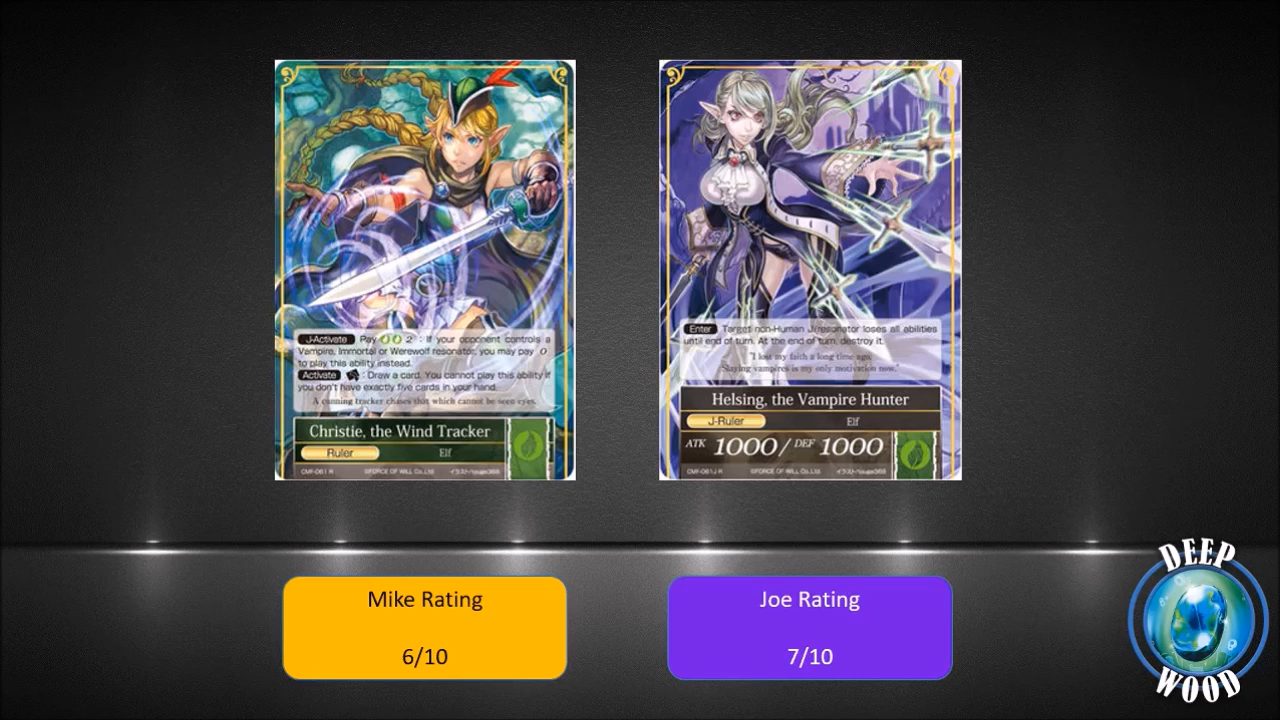 J-Activate Pay 2 : If your opponent controls a
Vampire, Immortal or Werewolf resonator, you may pay 0
to play this ability instead.
Activate : Draw a card. You cannot play this ability if
you don't have exactly five cards in your hand.
A cunning tracker chases that which cannot be seen eyes.
Christie, the Wind Tracker
Ruler Elf
CMF-061 R ©FORCE OF WILL Co.,Ltd.
Enter Target non-Human J/resonator loses all abilities
until end of turn. At the end of turn, destroy it.
"I lost my faith a long time ago.
Slaying vampires is my only motivation now."
Helsing, the Vampire Hunter
J-Ruler Elf
ATK 1000 / DEF 1000
CMF-061J R ©FORCE OF WILL Co.,Ltd.
Mike Rating
6/10
Joe Rating
7/10
DEEP
WOOD